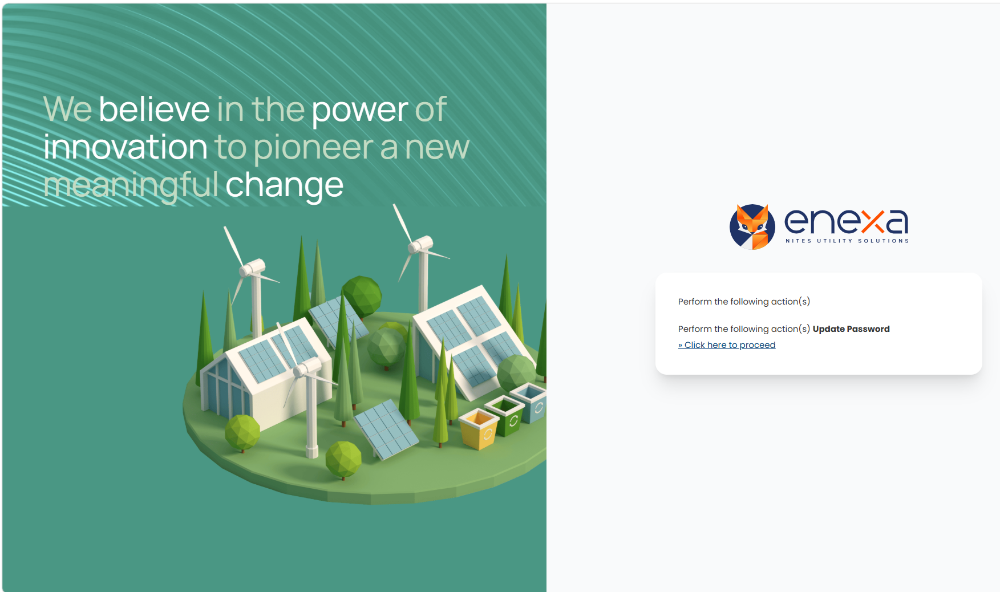 We believe in the power of
innovation to pioneer a new
meaningful change
enexa
NITES UTILITY SOLUTIONS
Perform the following action(s)
Perform the following action(s) Update Password
» Click here to proceed